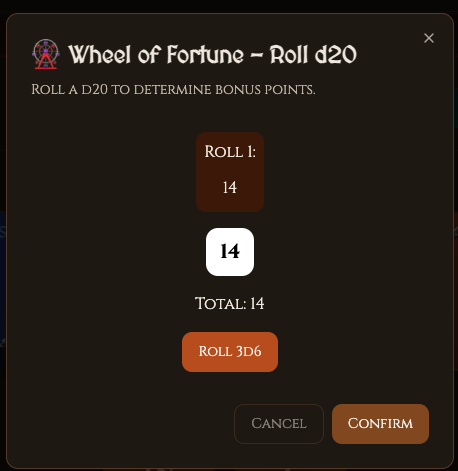 Wheel of Fortune – Roll d20
Roll a d20 to determine bonus points.
Roll 1:
14
14
Total: 14
Roll 3d6
Cancel
Confirm